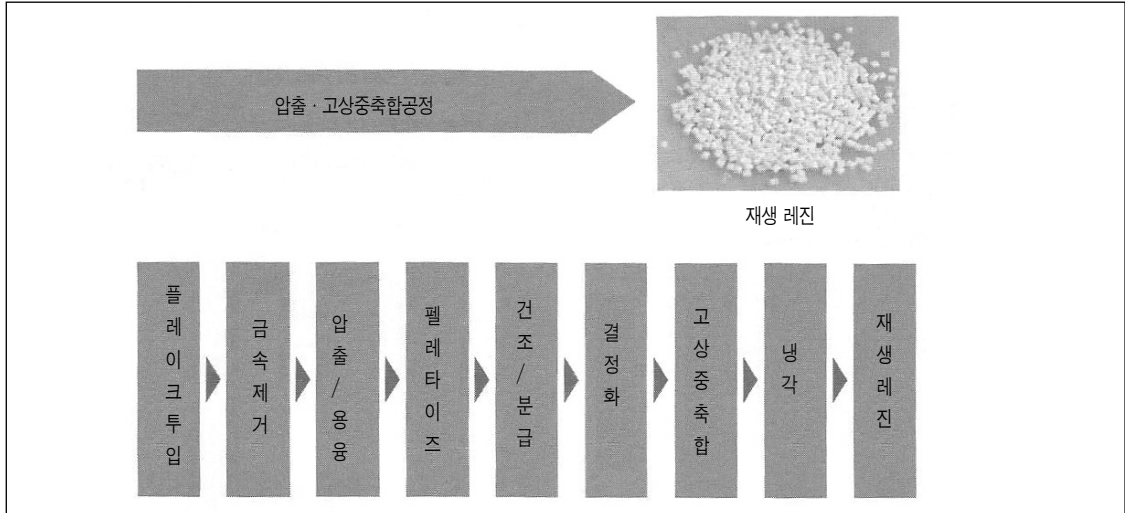 압출 · 고상중축합공정
재생 레진
플레이크투입
금속제거
압출/용융
펠레타이즈
건조/분급
결정화
고상중축합
냉각
재생레진